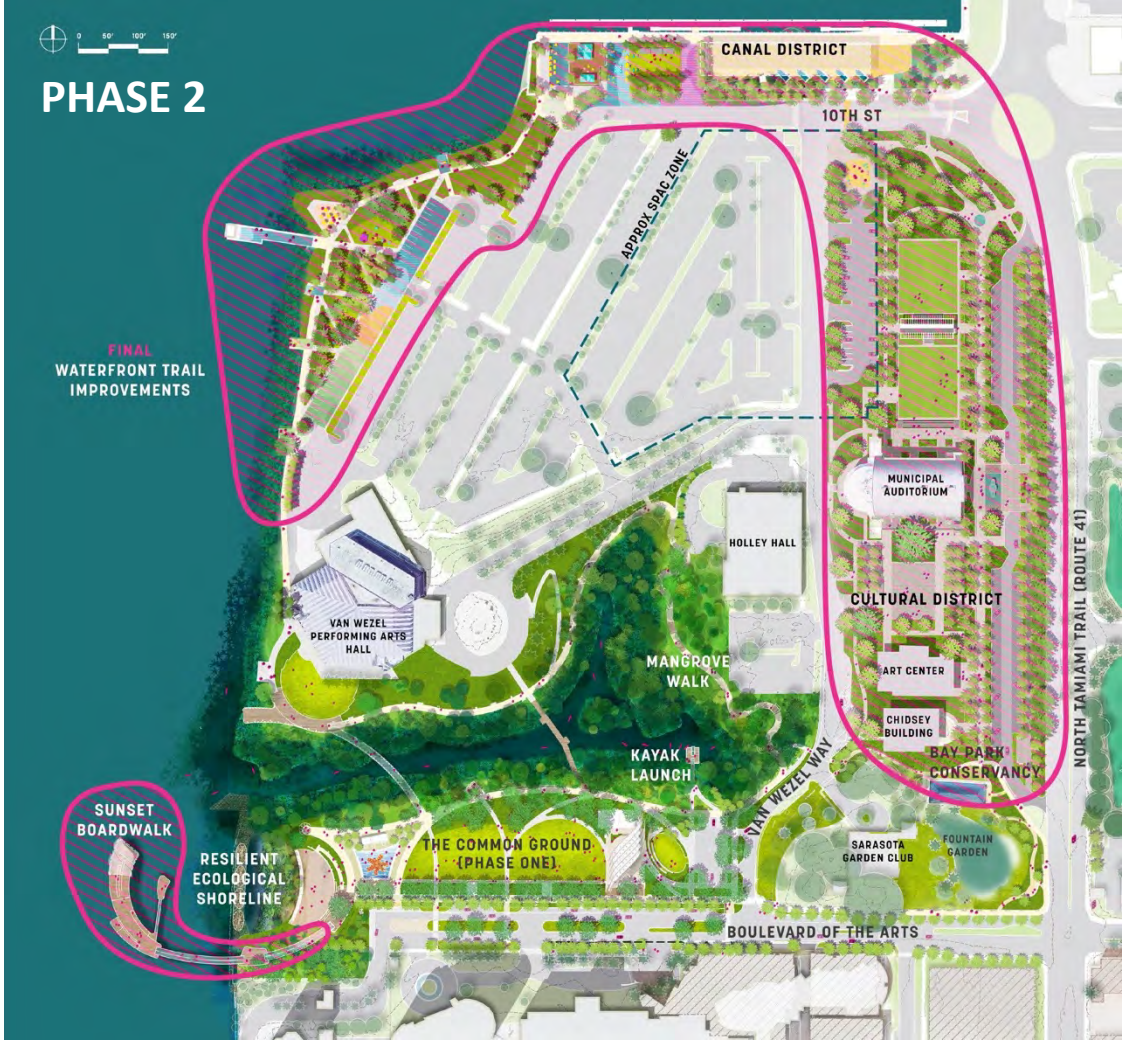 0 50' 100' 150'
PHASE 2
CANAL DISTRICT
10TH ST
APPROX SPAC ZONE
FINAL
WATERFRONT TRAIL
IMPROVEMENTS
MUNICIPAL
AUDITORIUM
HOLLEY HALL
CULTURAL DISTRICT
VAN WEZEL
PERFORMING ARTS
HALL
MANGROVE
WALK
ART CENTER
NORTH TAMIAMI TRAIL (ROUTE 41)
CHIDSEY
BUILDING
BAY PARK
CONSERVANCY
KAYAK
LAUNCH
VAN WEZEL WAY
SUNSET
BOARDWALK
RESILIENT
ECOLOGICAL
SHORELINE
THE COMMON GROUND
(PHASE ONE)
SARASOTA
GARDEN CLUB
FOUNTAIN
GARDEN
BOULEVARD OF THE ARTS